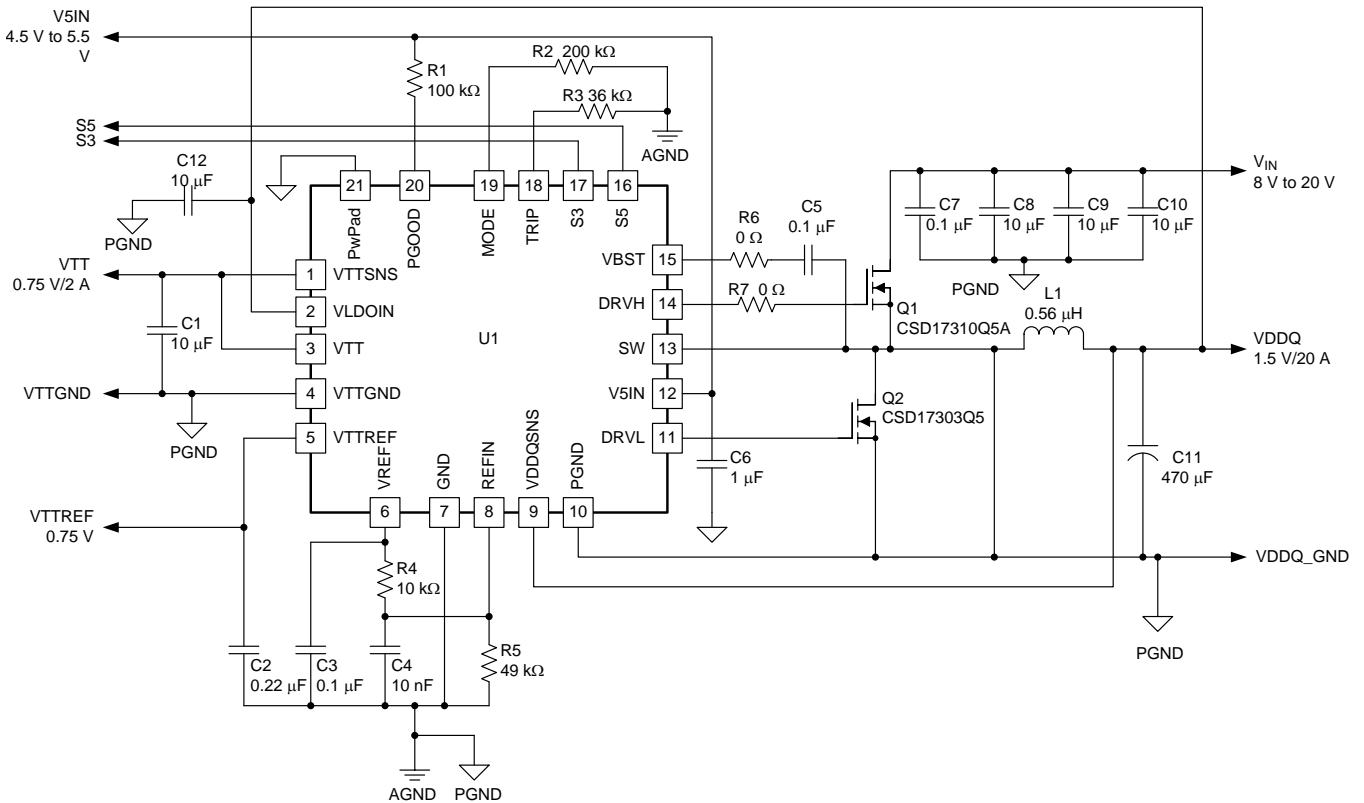 V5IN
4.5 V to 5.5
V
R1
100 kΩ
R2 200 kΩ
R3 36 kΩ
AGND
S5
S3
C12
10 μF
PGND
21
20
19
18
17
16
PwPad
PGOOD
MODE
TRIP
S3
S5
VTT
0.75 V/2 A
C1
10 μF
VTTGND
PGND
VTTREF
0.75 V
1
2
3
4
5
VTTSNS
VLDOIN
VTT
VTTGND
VTTREF
U1
VBST
DRVH
SW
V5IN
DRVL
15
14
13
12
11
VREF
GND
REFIN
VDDQSNS
PGND
6
7
8
9
10
R6
0 Ω
C5
0.1 μF
R7 0 Ω
Q1
CSD17310Q5A
Q2
CSD17303Q5
C6
1 μF
VIN
8 V to 20 V
C7
0.1 μF
C8
10 μF
C9
10 μF
C10
10 μF
PGND
L1
0.56 μH
VDDQ
1.5 V/20 A
C11
470 μF
VDDQ_GND
PGND
R4
10 kΩ
R5
49 kΩ
C2
0.22 μF
C3
0.1 μF
C4
10 nF
AGND
PGND